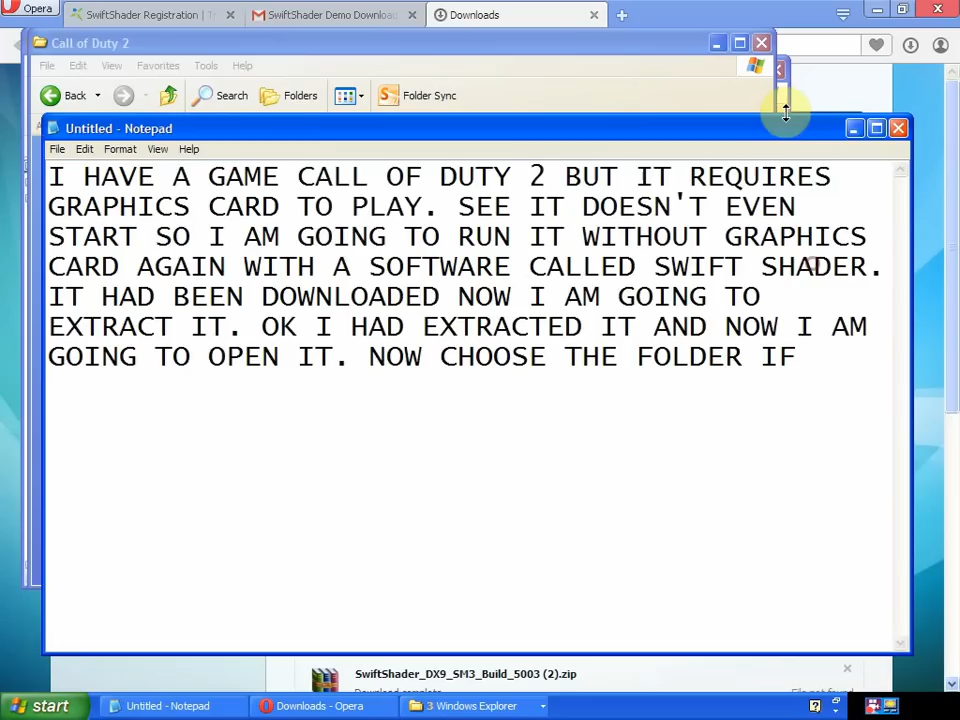 Opera
SwiftShader Registration | Tr
SwiftShader Demo Downloa
Downloads
Call of Duty 2
File Edit View Favorites Tools Help
Back Search Folders Folder Sync
Untitled - Notepad
File Edit Format View Help
I HAVE A GAME CALL OF DUTY 2 BUT IT REQUIRES
GRAPHICS CARD TO PLAY. SEE IT DOESN'T EVEN
START SO I AM GOING TO RUN IT WITHOUT GRAPHICS
CARD AGAIN WITH A SOFTWARE CALLED SWIFT SHADER.
IT HAD BEEN DOWNLOADED NOW I AM GOING TO
EXTRACT IT. OK I HAD EXTRACTED IT AND NOW I AM
GOING TO OPEN IT. NOW CHOOSE THE FOLDER IF
SwiftShader_DX9_SM3_Build_5003 (2).zip
start Untitled - Notepad Downloads - Opera 3 Windows Explorer